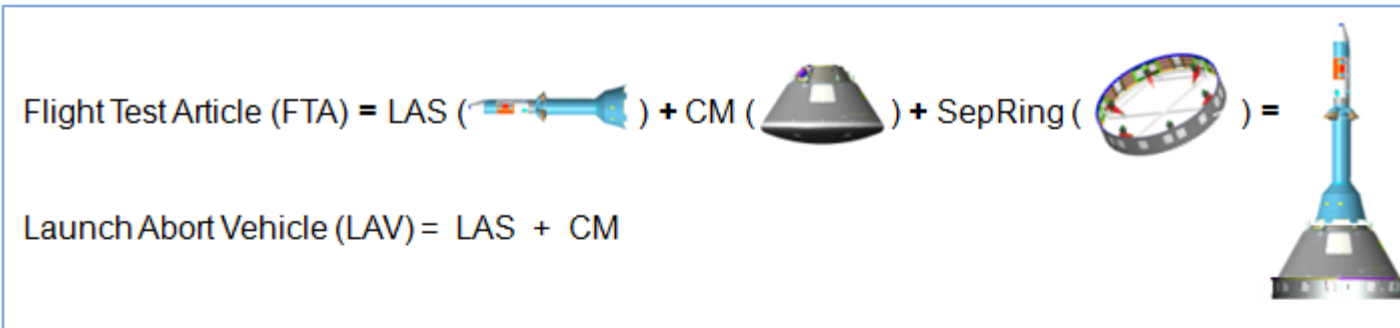 Flight Test Article (FTA) = LAS ( ) + CM ( ) + SepRing ( ) =
Launch Abort Vehicle (LAV) = LAS + CM